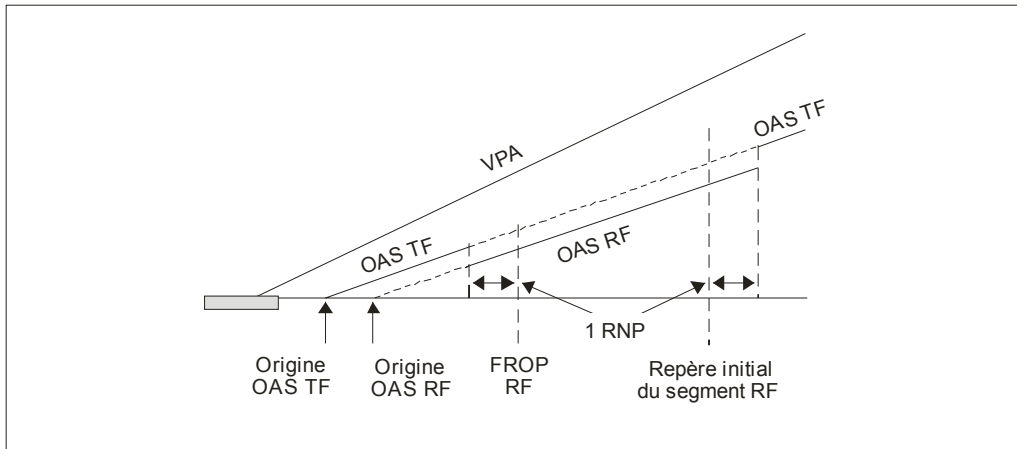 VPA
OAS TF
OAS TF
OAS RF
1 RNP
Origine
OAS TF
Origine
OAS RF
FROP
RF
Repère initial
du segment RF